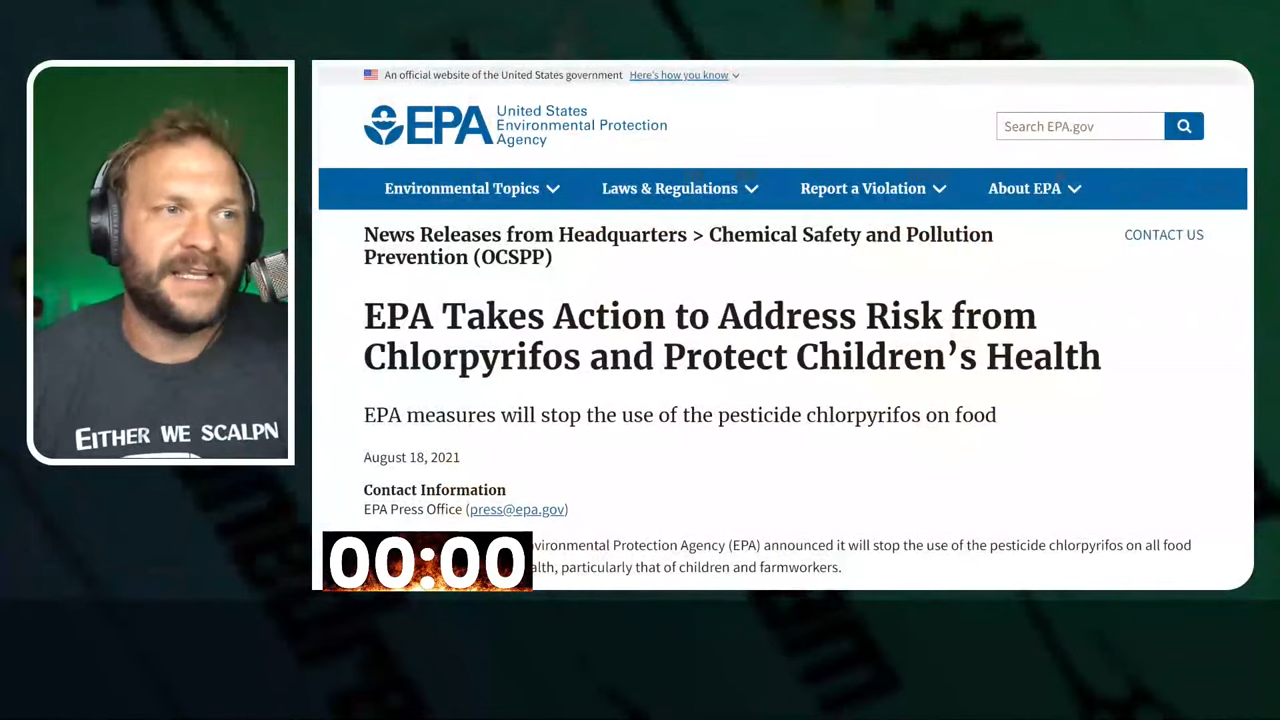 An official website of the United States government Here's how you know
EPA United States
Environmental Protection
Agency
Search EPA.gov
Environmental Topics Laws & Regulations Report a Violation About EPA
News Releases from Headquarters > Chemical Safety and Pollution
Prevention (OCSPP)
CONTACT US
EPA Takes Action to Address Risk from
Chlorpyrifos and Protect Children’s Health
EPA measures will stop the use of the pesticide chlorpyrifos on food
August 18, 2021
Contact Information
EPA Press Office (press@epa.gov)
Protection Agency (EPA) announced it will stop the use of the pesticide chlorpyrifos on all food
particularly that of children and farmworkers.
00:00
EITHER WE SCALPN